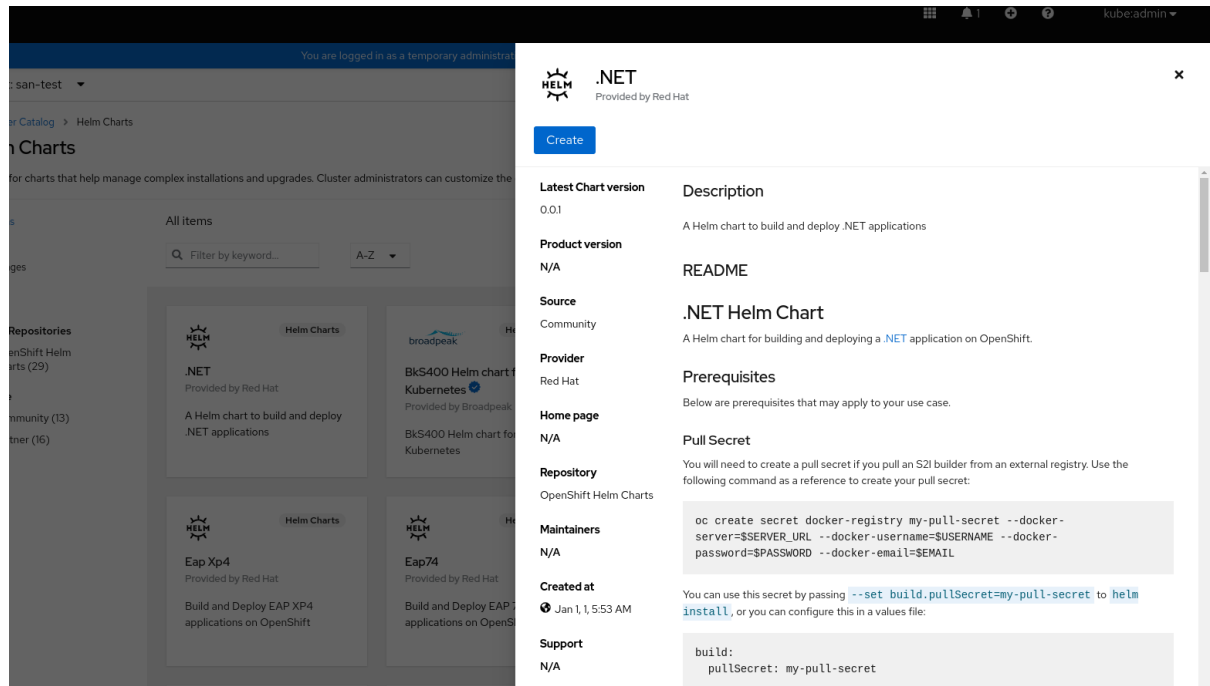 1
kube:admin
You are logged in as a temporary administrat
: san-test
er Catalog > Helm Charts
n Charts
for charts that help manage complex installations and upgrades. Cluster administrators can customize the
s
All items
Filter by keyword...
A-Z
ges
Repositories
enShift Helm
arts (29)
e
mmunity (13)
tner (16)
HELM
Helm Charts
.NET
Provided by Red Hat
A Helm chart to build and deploy
.NET applications
broadpeak
He
BkS400 Helm chart f
Kubernetes
Provided by Broadpeak
BkS400 Helm chart for
Kubernetes
HELM
Helm Charts
Eap Xp4
Provided by Red Hat
Build and Deploy EAP XP4
applications on OpenShift
HELM
He
Eap74
Provided by Red Hat
Build and Deploy EAP 7
applications on OpenS
HELM
.NET
Provided by Red Hat
Create
Latest Chart version
0.0.1
Product version
N/A
Source
Community
Provider
Red Hat
Home page
N/A
Repository
OpenShift Helm Charts
Maintainers
N/A
Created at
Jan 1, 1, 5:53 AM
Support
N/A
Description
A Helm chart to build and deploy .NET applications
README
.NET Helm Chart
A Helm chart for building and deploying a .NET application on OpenShift.
Prerequisites
Below are prerequisites that may apply to your use case.
Pull Secret
You will need to create a pull secret if you pull an S2I builder from an external registry. Use the
following command as a reference to create your pull secret:
oc create secret docker-registry my-pull-secret --docker-
server=$SERVER_URL --docker-username=$USERNAME --docker-
password=$PASSWORD --docker-email=$EMAIL
You can use this secret by passing --set build.pullSecret=my-pull-secret to helm
install, or you can configure this in a values file:
build:
  pullSecret: my-pull-secret